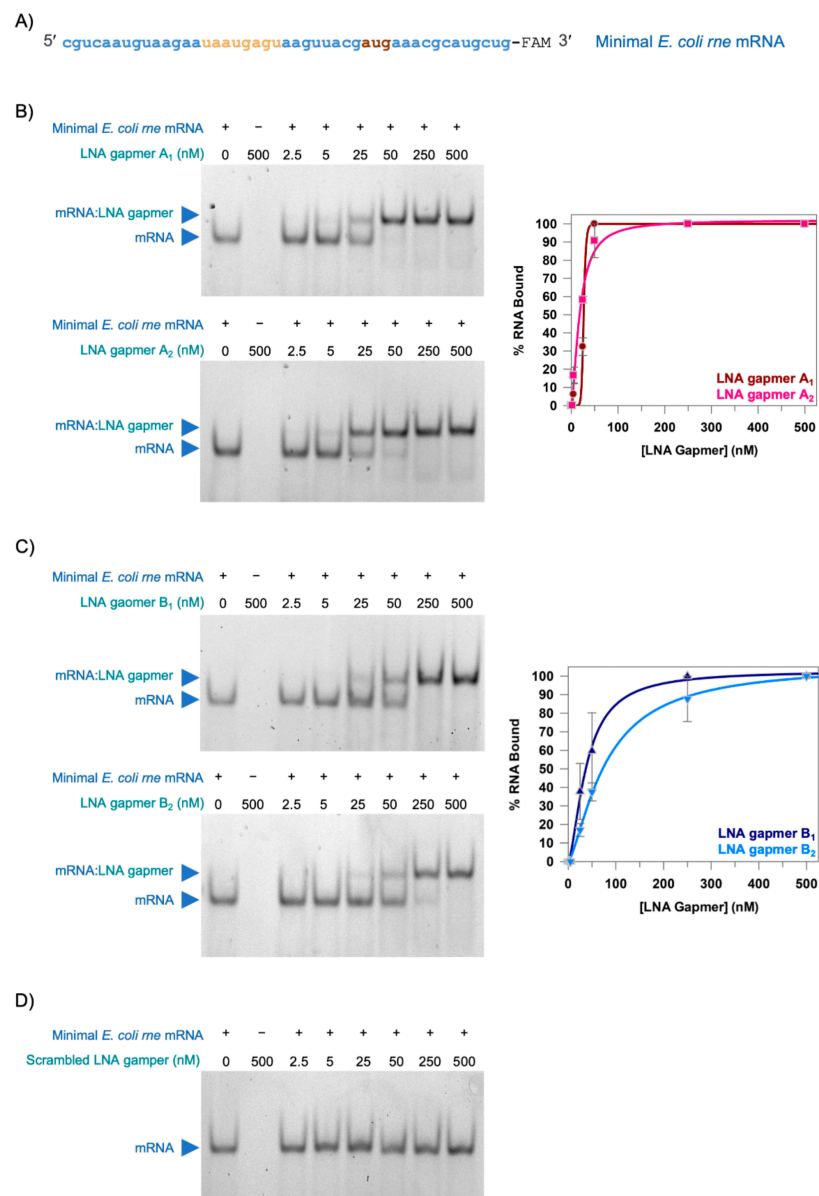 A)
5′ cgucaauguaagaauaaugaguaaguuacgaugaaacgcaugcug-FAM 3′ Minimal E. coli rne mRNA
B)
Minimal E. coli rne mRNA + – + + + + + +
LNA gapmer A1 (nM) 0 500 2.5 5 25 50 250 500
mRNA:LNA gapmer
mRNA
Minimal E. coli rne mRNA + – + + + + + +
LNA gapmer A2 (nM) 0 500 2.5 5 25 50 250 500
mRNA:LNA gapmer
mRNA
% RNA Bound
100
90
80
70
60
50
40
30
20
10
0
LNA gapmer A1
LNA gapmer A2
0 100 200 300 400 500
[LNA Gapmer] (nM)
C)
Minimal E. coli rne mRNA + – + + + + + +
LNA gaomer B1 (nM) 0 500 2.5 5 25 50 250 500
mRNA:LNA gapmer
mRNA
Minimal E. coli rne mRNA + – + + + + + +
LNA gapmer B2 (nM) 0 500 2.5 5 25 50 250 500
mRNA:LNA gapmer
mRNA
% RNA Bound
100
90
80
70
60
50
40
30
20
10
0
LNA gapmer B1
LNA gapmer B2
0 100 200 300 400 500
[LNA Gapmer] (nM)
D)
Minimal E. coli rne mRNA + – + + + + + +
Scrambled LNA gamper (nM) 0 500 2.5 5 25 50 250 500
mRNA